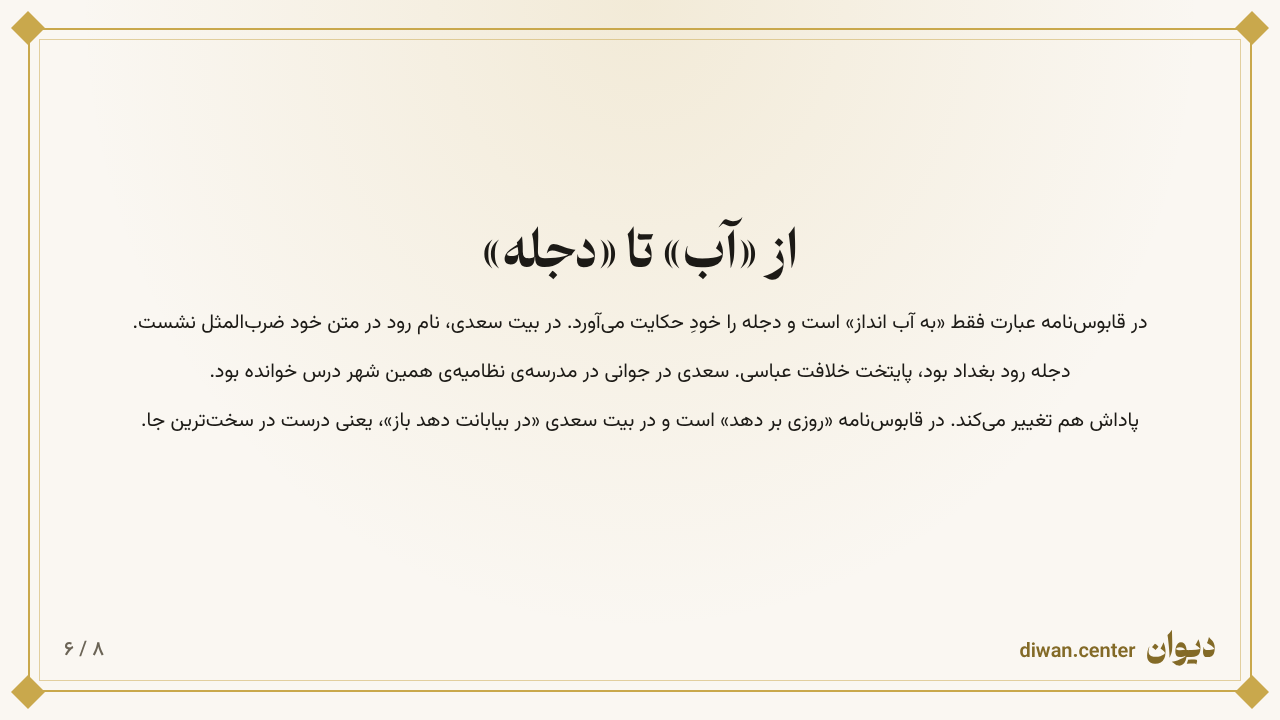 از «آب» تا «دجله»
در قابوس‌نامه عبارت فقط «به آب انداز» است و دجله را خودِ حکایت می‌آورد. در بیت سعدی، نام رود در متن خود ضرب‌المثل نشست.
دجله رود بغداد بود، پایتخت خلافت عباسی. سعدی در جوانی در مدرسه‌ی نظامیه‌ی همین شهر درس خوانده بود.
پاداش هم تغییر می‌کند. در قابوس‌نامه «روزی بر دهد» است و در بیت سعدی «در بیابانت دهد باز»، یعنی درست در سخت‌ترین جا.
دیوان diwan.center
۶ / ۸